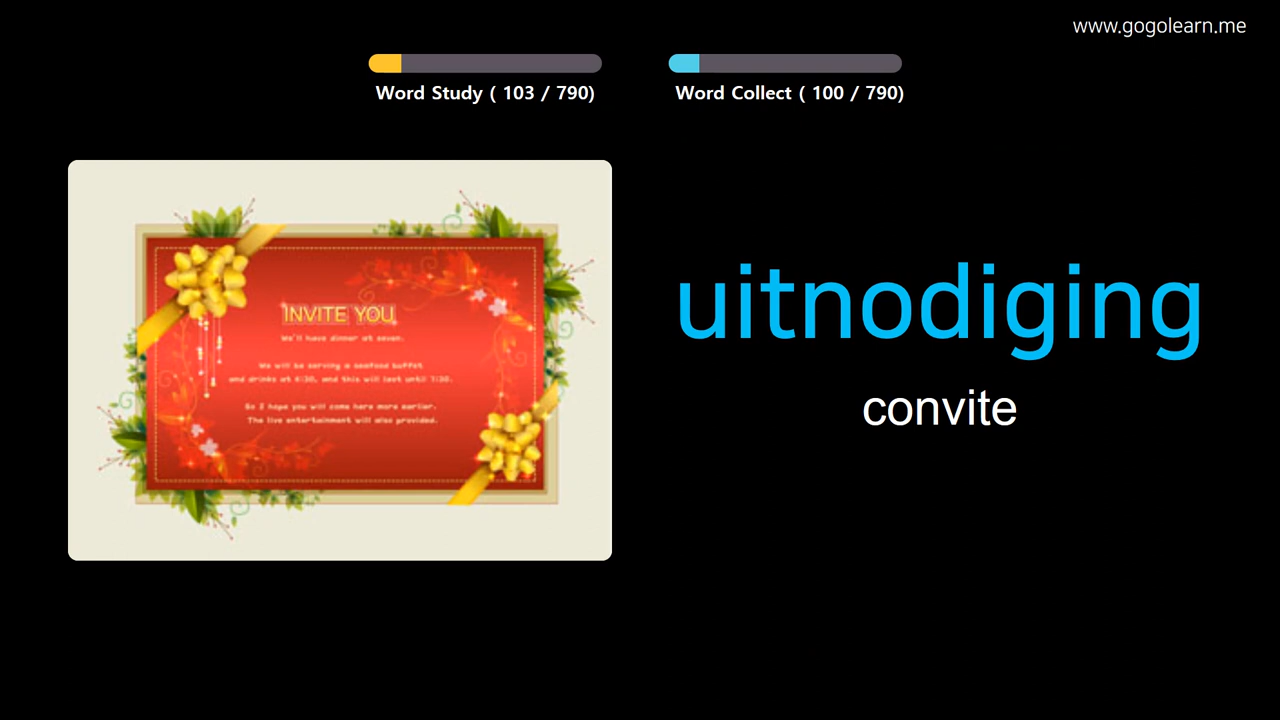 www.gogolearn.me
Word Study ( 103 / 790)
Word Collect ( 100 / 790)
INVITE YOU
We'll have dinner at seven.
We will be serving a seafood buffet
and drinks at 6:30, and this will last until 7:30.
So I hope you will come here more earlier.
The live entertainment will also provided.
uitnodiging
convite